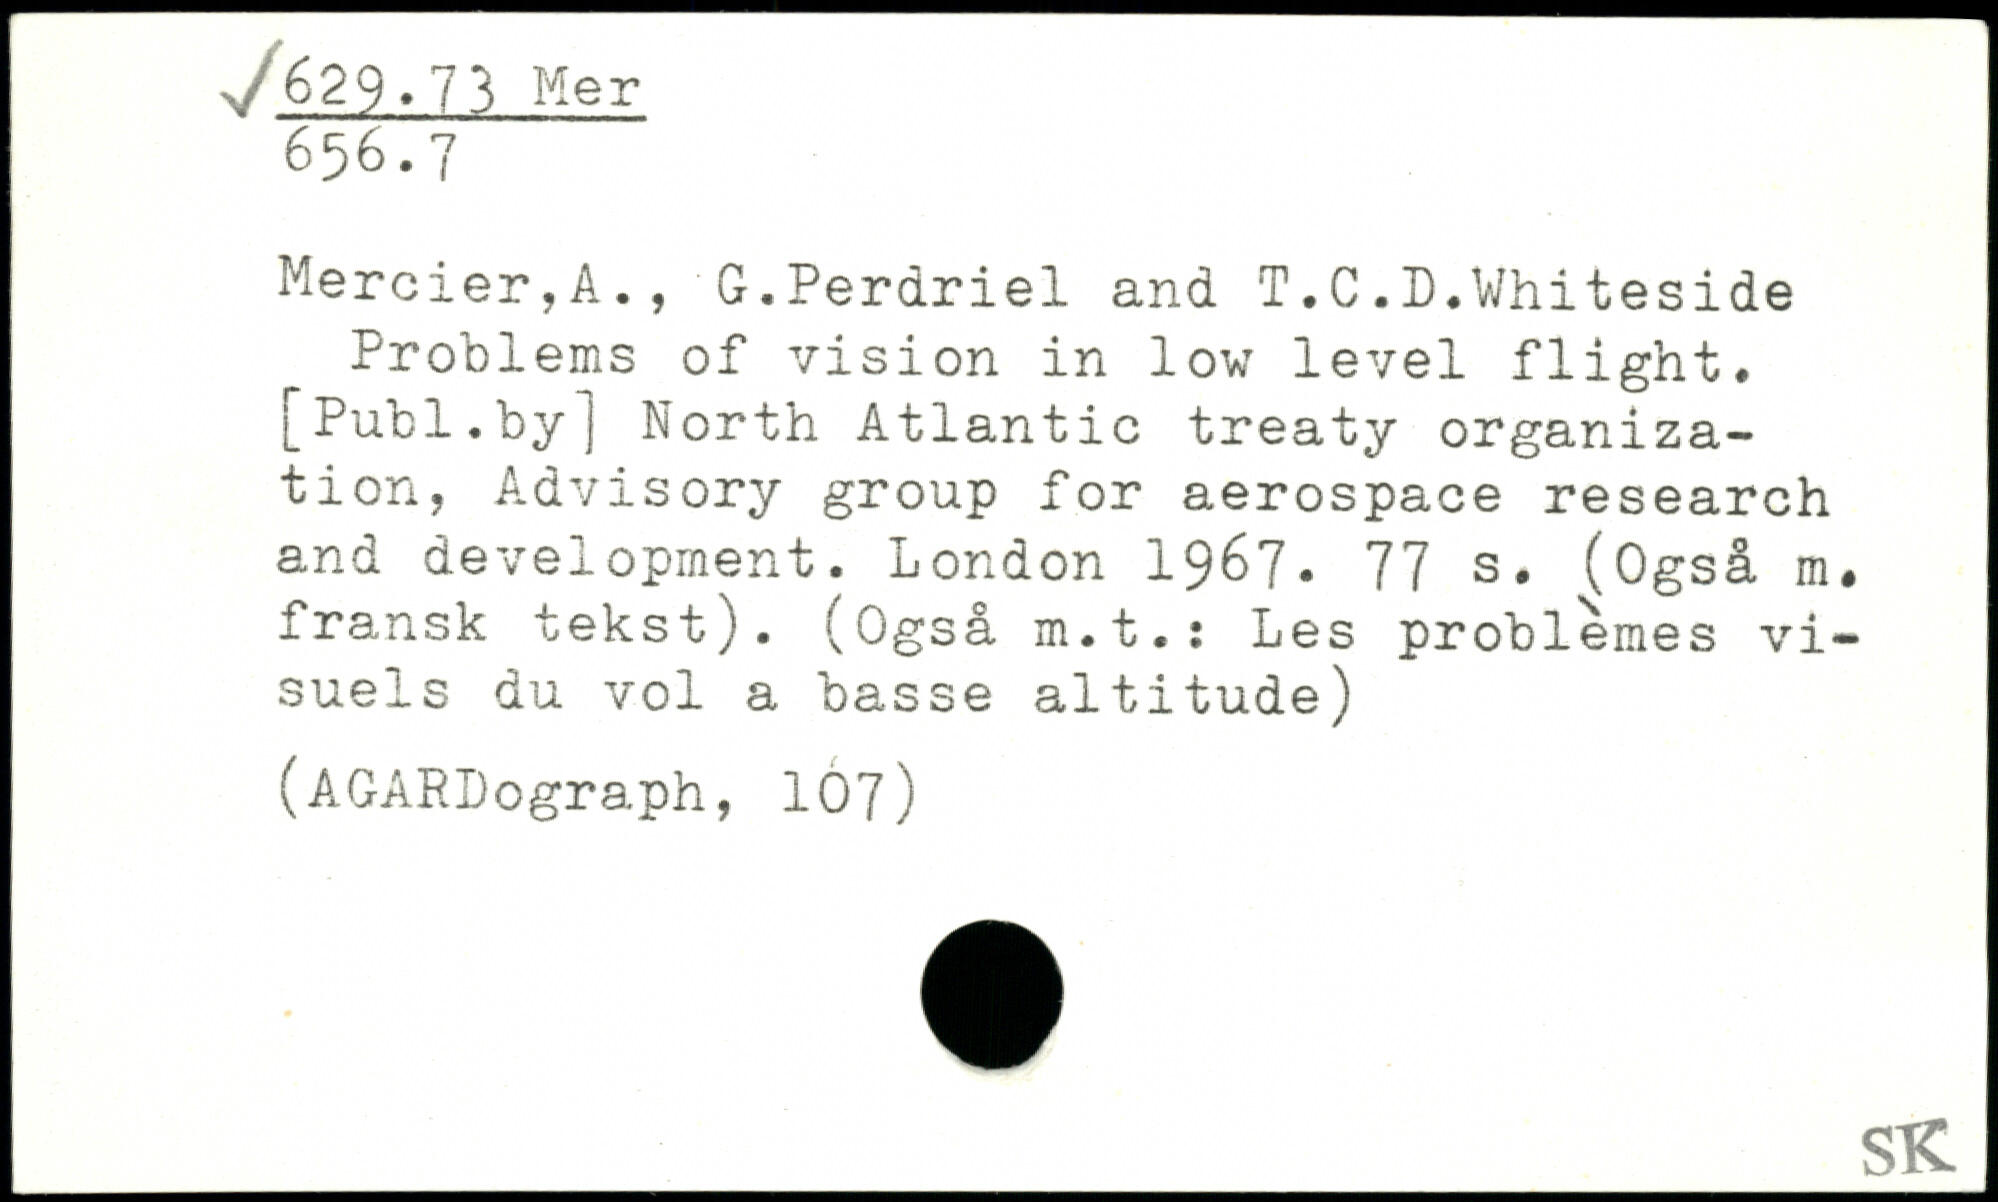 ✓629.73 Mer
656.7
Mercier,A., G.Perdriel and T.C.D.Whiteside
Problems of vision in low level flight.
[Publ.by] North Atlantic treaty organiza-
tion, Advisory group for aerospace research
and development. London 1967. 77 s. (Også m.
fransk tekst). (Også m.t.: Les problèmes vi-
suels du vol a basse altitude)
(AGARDograph, 107)
SK